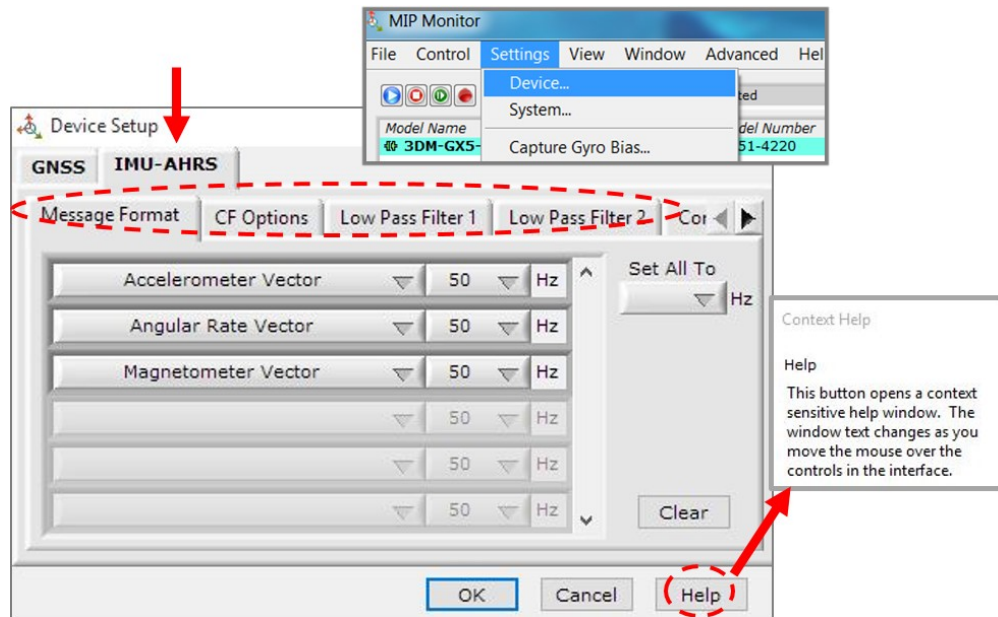 MIP Monitor
File Control Settings View Window Advanced Hel
Device...
System...
Capture Gyro Bias...
ted
Model Name
del Number
3DM-GX5-
51-4220
Device Setup
GNSS IMU-AHRS
Message Format CF Options Low Pass Filter 1 Low Pass Filter 2 Cor
Accelerometer Vector 50 Hz
Angular Rate Vector 50 Hz
Magnetometer Vector 50 Hz
50 Hz
50 Hz
50 Hz
Set All To
Hz
Clear
OK Cancel Help
Context Help
Help
This button opens a context
sensitive help window. The
window text changes as you
move the mouse over the
controls in the interface.